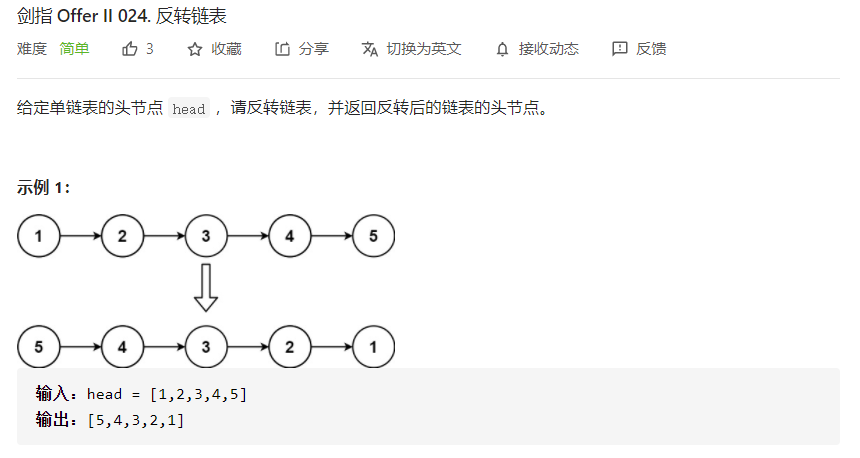 剑指 Offer II 024. 反转链表
难度 简单 3 收藏 分享 切换为英文 接收动态 反馈
给定单链表的头节点 head ，请反转链表，并返回反转后的链表的头节点。
示例 1：
1 2 3 4 5
5 4 3 2 1
输入：head = [1,2,3,4,5]
输出：[5,4,3,2,1]